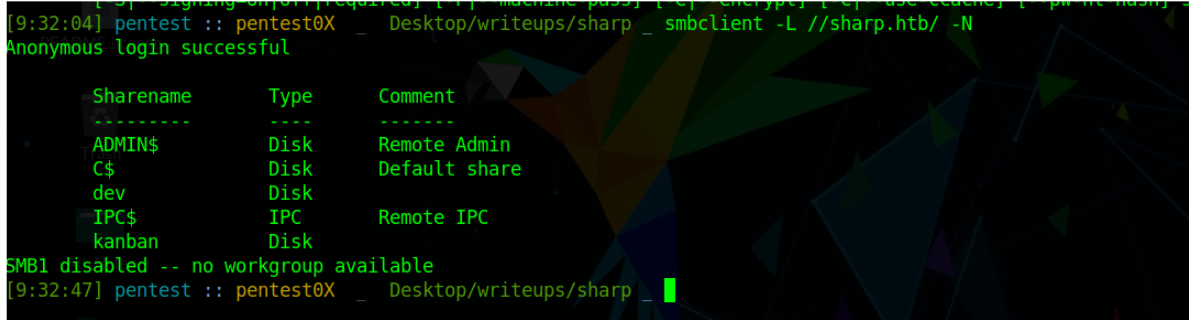 [9:32:04] pentest :: pentest0X _ Desktop/writeups/sharp _ smbclient -L //sharp.htb/ -N
Anonymous login successful
Sharename Type Comment
--------- ---- -------
ADMIN$ Disk Remote Admin
C$ Disk Default share
dev Disk
IPC$ IPC Remote IPC
kanban Disk
SMB1 disabled -- no workgroup available
[9:32:47] pentest :: pentest0X _ Desktop/writeups/sharp _